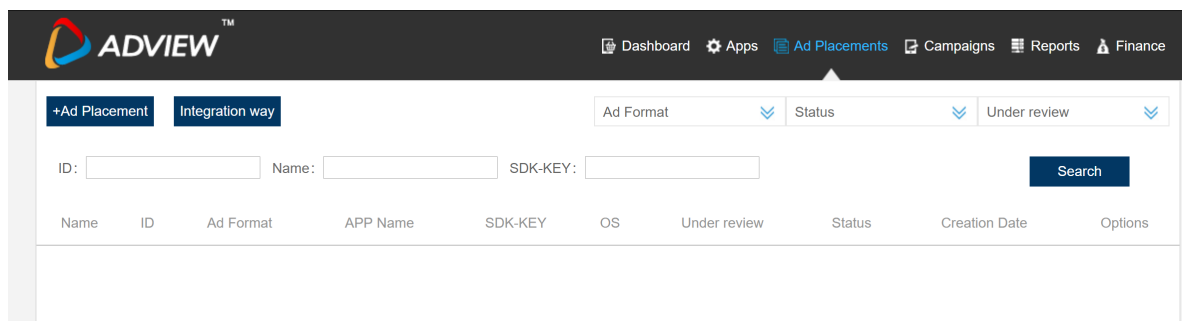 ADVIEW™
Dashboard Apps Ad Placements Campaigns Reports Finance
+Ad Placement Integration way Ad Format Status Under review
ID: Name: SDK-KEY: Search
Name ID Ad Format APP Name SDK-KEY OS Under review Status Creation Date Options